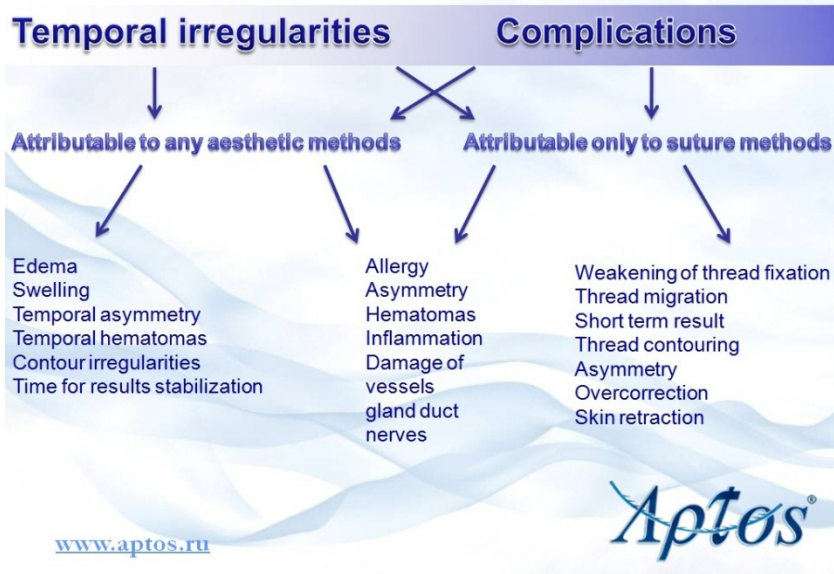 Temporal irregularities
Complications
Attributable to any aesthetic methods
Attributable only to suture methods
Edema
Swelling
Temporal asymmetry
Temporal hematomas
Contour irregularities
Time for results stabilization
Allergy
Asymmetry
Hematomas
Inflammation
Damage of
vessels
gland duct
nerves
Weakening of thread fixation
Thread migration
Short term result
Thread contouring
Asymmetry
Overcorrection
Skin retraction
www.aptos.ru
Aptos®